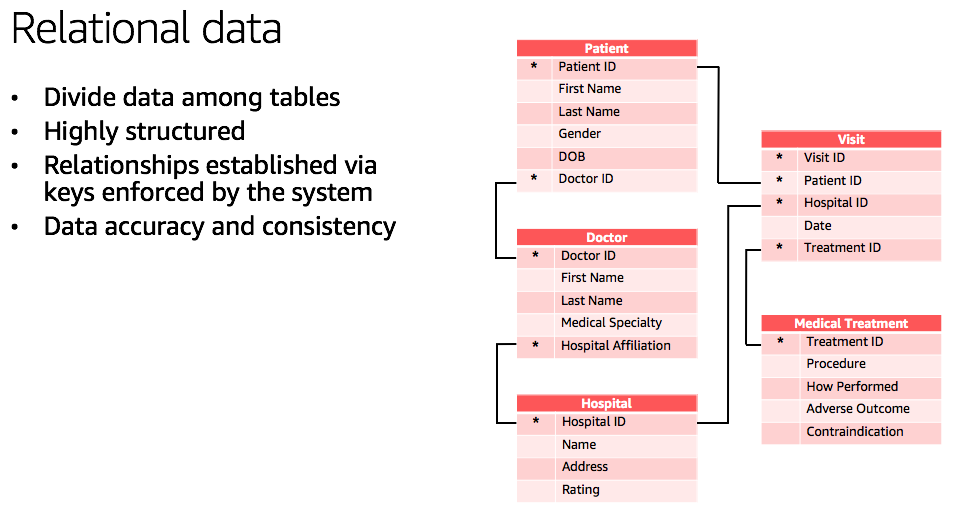 Relational data
• Divide data among tables
• Highly structured
• Relationships established via
keys enforced by the system
• Data accuracy and consistency
Patient
* Patient ID
First Name
Last Name
Gender
DOB
* Doctor ID
Doctor
* Doctor ID
First Name
Last Name
Medical Specialty
* Hospital Affiliation
Hospital
* Hospital ID
Name
Address
Rating
Visit
* Visit ID
* Patient ID
* Hospital ID
Date
* Treatment ID
Medical Treatment
* Treatment ID
Procedure
How Performed
Adverse Outcome
Contraindication